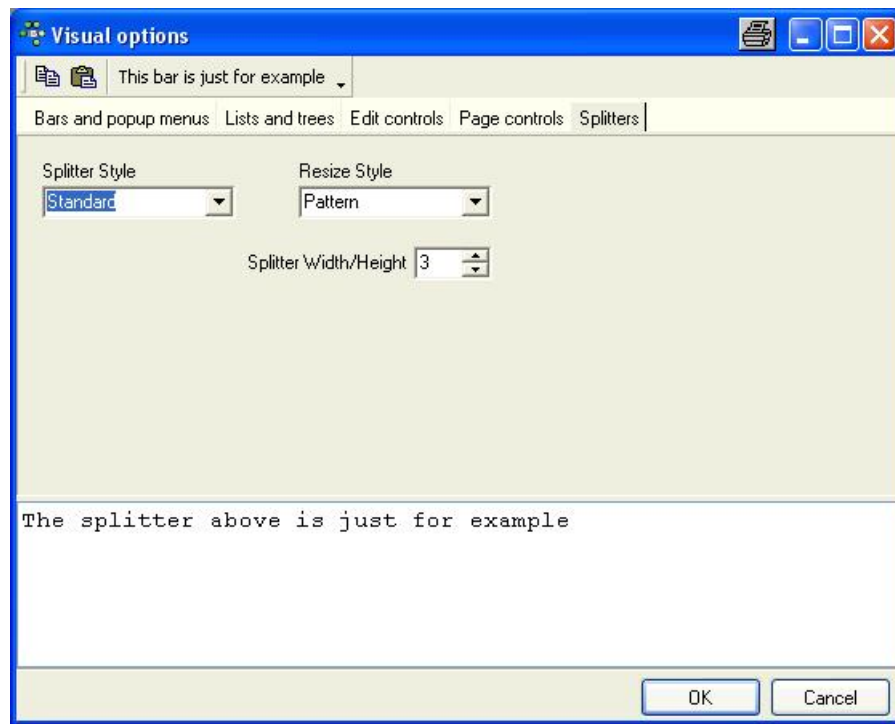 Visual options
This bar is just for example
Bars and popup menus Lists and trees Edit controls Page controls Splitters
Splitter Style Resize Style
Standard Pattern
Splitter Width/Height 3
The splitter above is just for example
OK Cancel